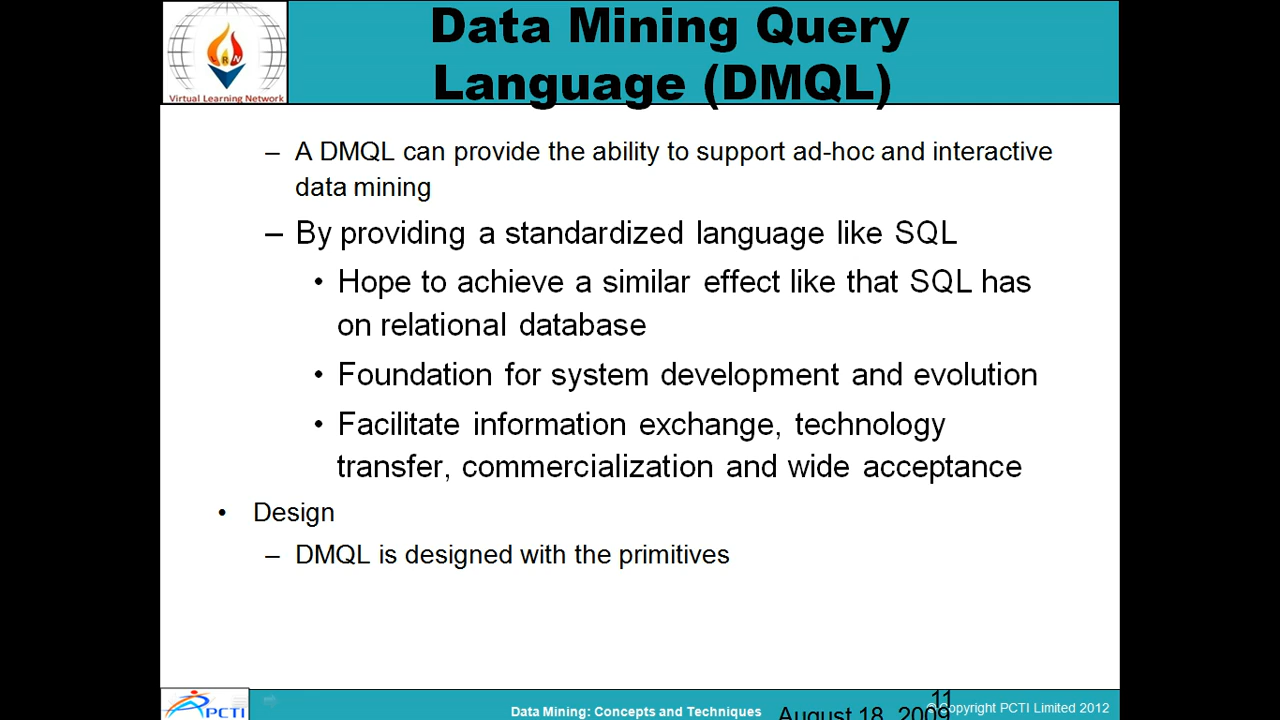 Data Mining Query
Language (DMQL)
LRN
Virtual Learning Network
– A DMQL can provide the ability to support ad-hoc and interactive
data mining
– By providing a standardized language like SQL
• Hope to achieve a similar effect like that SQL has
on relational database
• Foundation for system development and evolution
• Facilitate information exchange, technology
transfer, commercialization and wide acceptance
• Design
– DMQL is designed with the primitives
PCTI
Data Mining: Concepts and Techniques
August 18, 2009
11
©Copyright PCTI Limited 2012